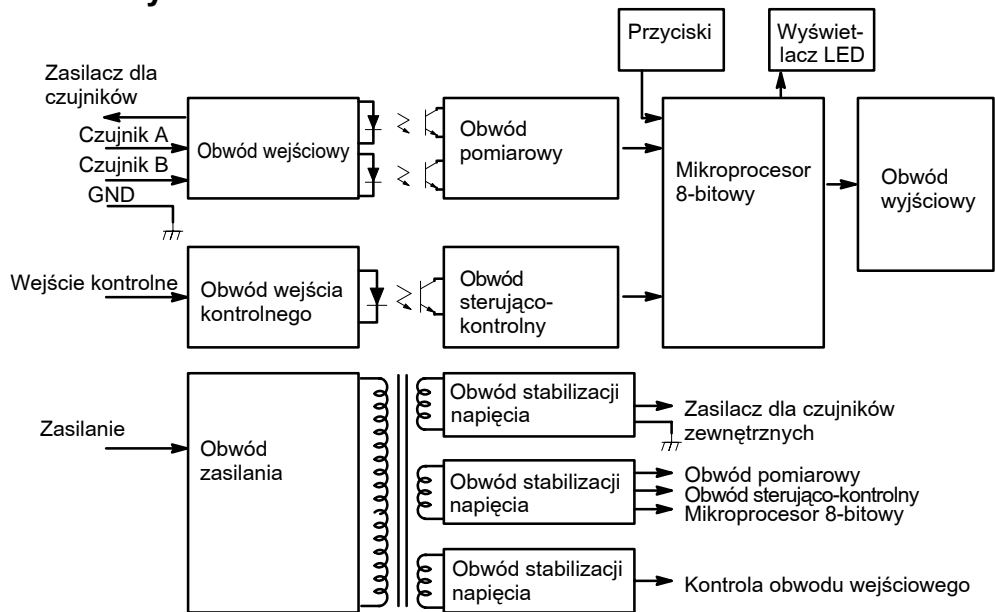 Przyciski
Wyświet-
lacz LED
Zasilacz dla
czujników
Czujnik A
Czujnik B
GND
Obwód wejściowy
Obwód
pomiarowy
Mikroprocesor
8-bitowy
Obwód
wyjściowy
Wejście kontrolne
Obwód wejścia
kontrolnego
Obwód
sterująco-
kontrolny
Zasilanie
Obwód
zasilania
Obwód stabilizacji
napięcia
Zasilacz dla czujników
zewnętrznych
Obwód stabilizacji
napięcia
Obwód pomiarowy
Obwód sterująco-kontrolny
Mikroprocesor 8-bitowy
Obwód stabilizacji
napięcia
Kontrola obwodu wejściowego